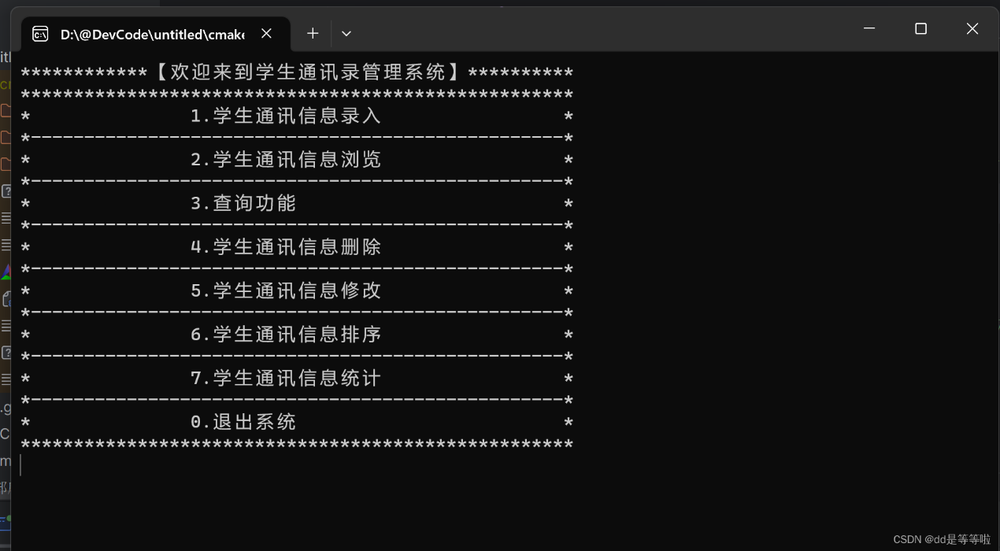 D:\@DevCode\untitled\cmake
************【欢迎来到学生通讯录管理系统】**********
****************************************************
*               1.学生通讯信息录入                 *
*--------------------------------------------------*
*               2.学生通讯信息浏览                 *
*--------------------------------------------------*
*               3.查询功能                         *
*--------------------------------------------------*
*               4.学生通讯信息删除                 *
*--------------------------------------------------*
*               5.学生通讯信息修改                 *
*--------------------------------------------------*
*               6.学生通讯信息排序                 *
*--------------------------------------------------*
*               7.学生通讯信息统计                 *
*--------------------------------------------------*
*               0.退出系统                         *
****************************************************
CSDN @dd是等等啦